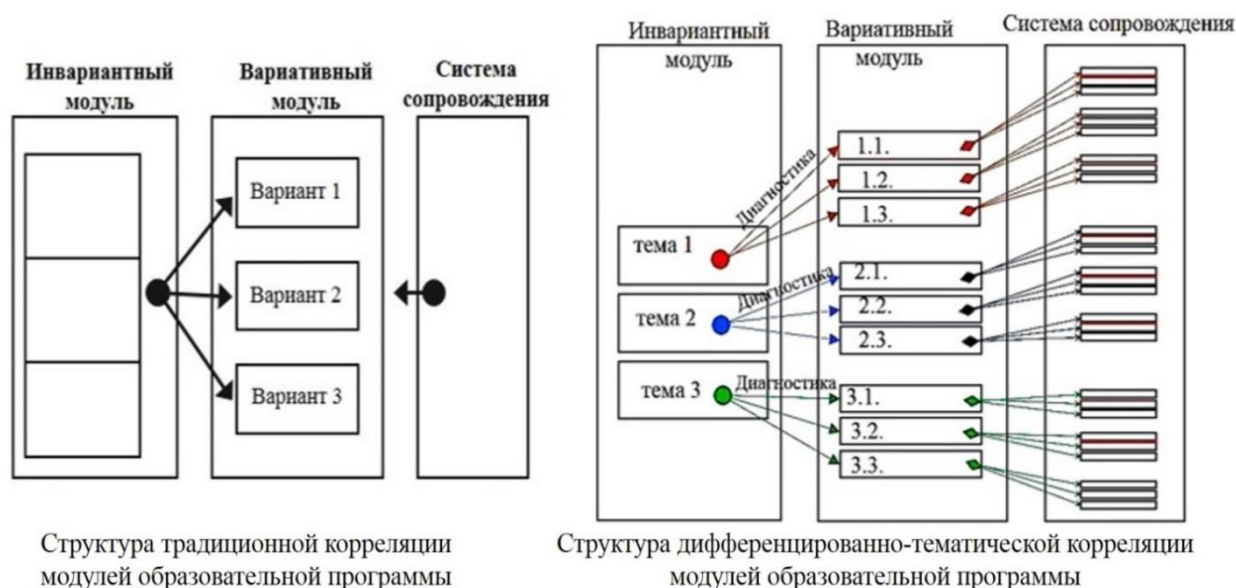 Инвариантный
модуль
Вариативный
модуль
Система
сопровождения
Вариант 1
Вариант 2
Вариант 3
Структура традиционной корреляции
модулей образовательной программы
Инвариантный
модуль
Вариативный
модуль
Система сопровождения
тема 1
тема 2
тема 3
Диагностика
Диагностика
Диагностика
1.1.
1.2.
1.3.
2.1.
2.2.
2.3.
3.1.
3.2.
3.3.
Структура дифференцированно-тематической корреляции
модулей образовательной программы